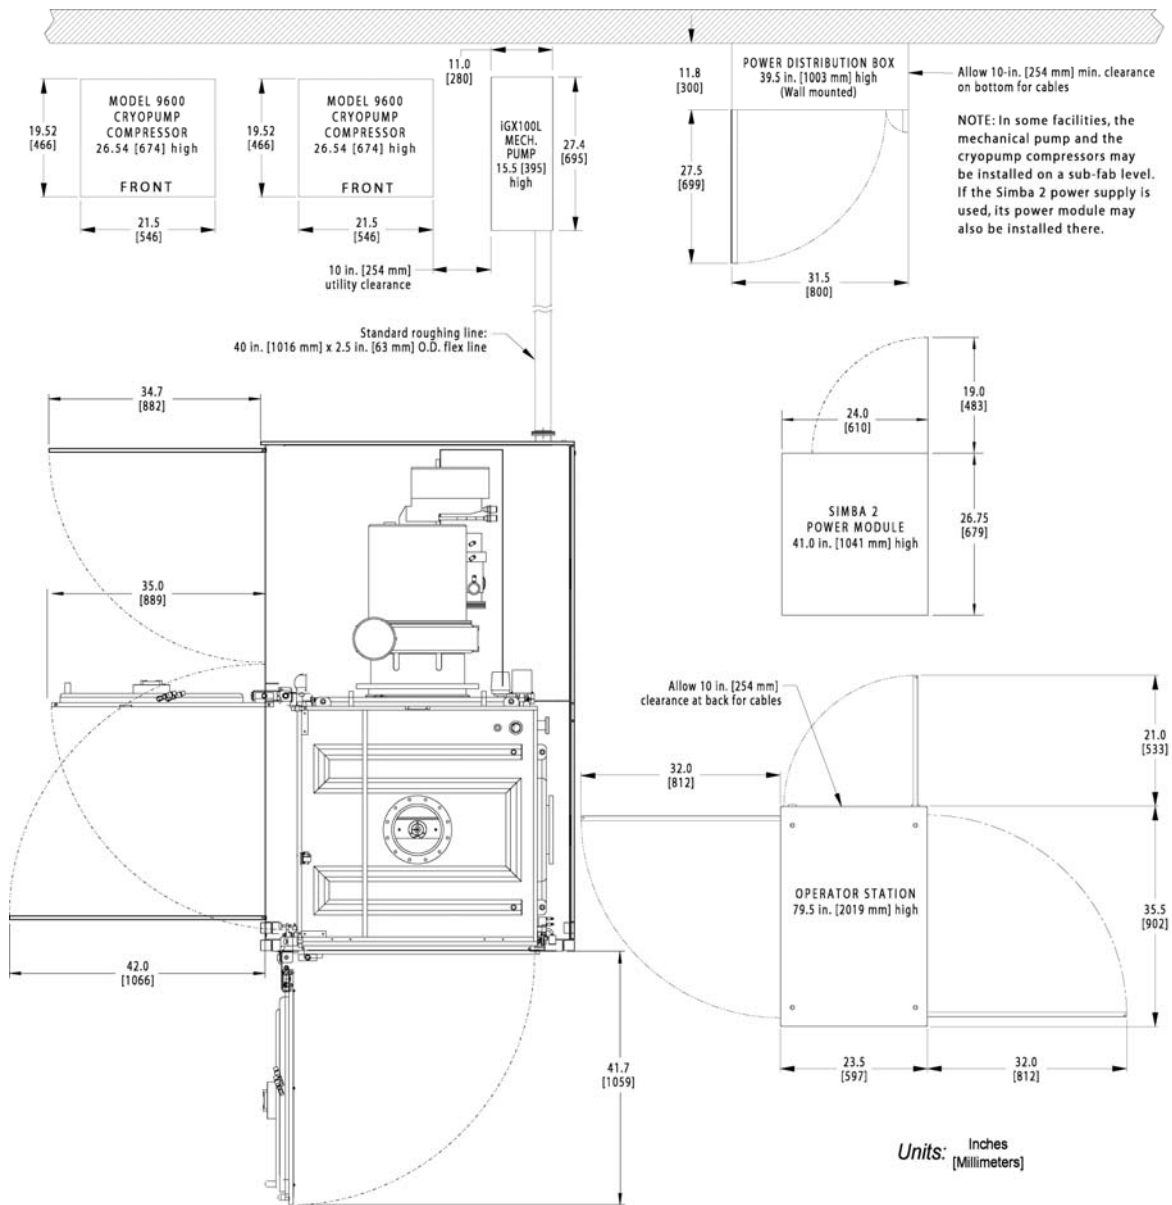 11.0
[280]
11.8
[300]
POWER DISTRIBUTION BOX
39.5 in. [1003 mm] high
(Wall mounted)
Allow 10-in. [254 mm] min. clearance
on bottom for cables
19.52
[466]
MODEL 9600
CRYOPUMP
COMPRESSOR
26.54 [674] high
FRONT
21.5
[546]
19.52
[466]
MODEL 9600
CRYOPUMP
COMPRESSOR
26.54 [674] high
FRONT
21.5
[546]
iGX100L
MECH.
PUMP
15.5 [395]
high
27.4
[695]
10 in. [254 mm]
utility clearance
27.5
[699]
31.5
[800]
NOTE: In some facilities, the
mechanical pump and the
cryopump compressors may
be installed on a sub-fab level.
If the Simba 2 power supply is
used, its power module may
also be installed there.
Standard roughing line:
40 in. [1016 mm] x 2.5 in. [63 mm] O.D. flex line
34.7
[882]
24.0
[610]
19.0
[483]
SIMBA 2
POWER MODULE
41.0 in. [1041 mm] high
26.75
[679]
35.0
[889]
Allow 10 in. [254 mm]
clearance at back for cables
21.0
[533]
32.0
[812]
OPERATOR STATION
79.5 in. [2019 mm] high
35.5
[902]
42.0
[1066]
41.7
[1059]
23.5
[597]
32.0
[812]
Units: Inches
[Millimeters]